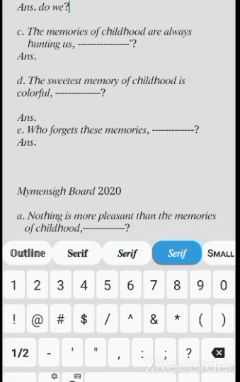 Ans. do we?
c. The memories of childhood are always
hunting us, ----------------'?
Ans.
d. The sweetest memory of childhood is
colorful, -------------?
Ans.
e. Who forgets these memories, ------------?
Ans.
Mymensigh Board 2020
a. Nothing is more pleasant than the memories
of childhood,------------?
Outline Serif Serif Serif SMALL
1 2 3 4 5 6 7 8 9 0
! @ # $ / ^ & * ( )
1/2 - ' " , : ; ?